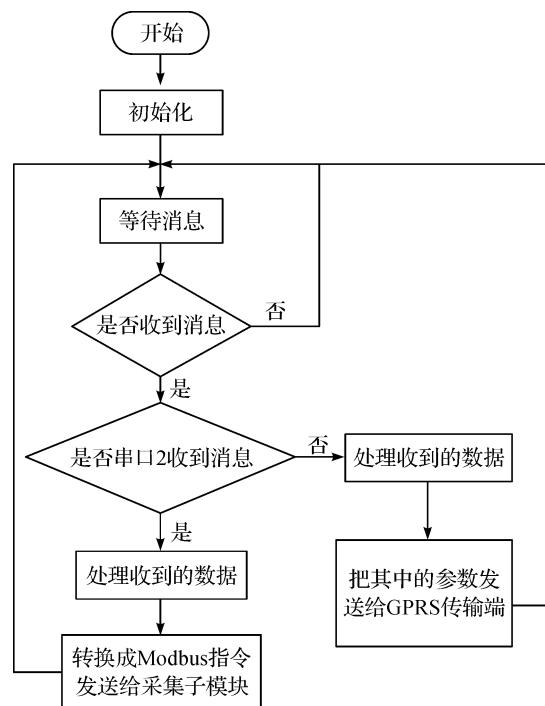 开始
初始化
等待消息
是否收到消息
否
是
是否串口2收到消息
否
处理收到的数据
是
处理收到的数据
把其中的参数发
送给GPRS传输端
转换成Modbus指令
发送给采集子模块